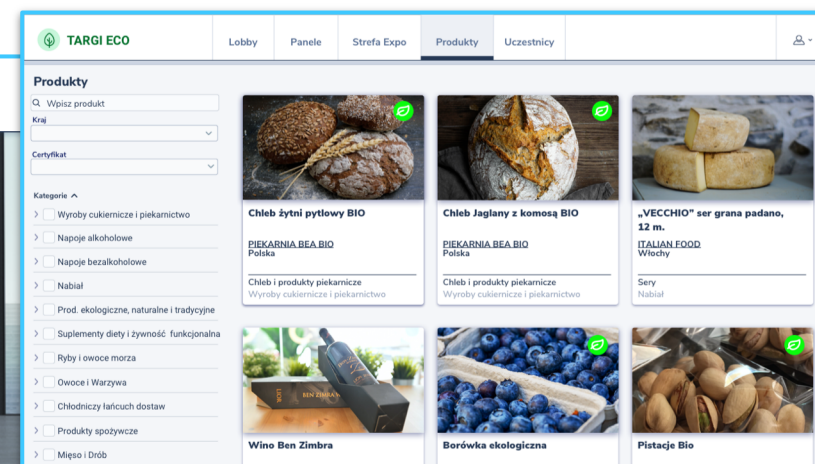 TARGI ECO
Lobby
Panele
Strefa Expo
Produkty
Uczestnicy
Produkty
Wpisz produkt
Kraj
Certyfikat
Kategorie
Wyroby cukiernicze i piekarnictwo
Napoje alkoholowe
Napoje bezalkoholowe
Nabiał
Prod. ekologiczne, naturalne i tradycyjne
Suplementy diety i żywność funkcjonalna
Ryby i owoce morza
Owoce i Warzywa
Chłodniczy łańcuch dostaw
Produkty spożywcze
Mięso i Drób
Chleb żytni pytlowy BIO
PIEKARNIA BEA BIO
Polska
Chleb i produkty piekarnicze
Wyroby cukiernicze i piekarnictwo
Chleb Jaglany z komosą BIO
PIEKARNIA BEA BIO
Polska
Chleb i produkty piekarnicze
Wyroby cukiernicze i piekarnictwo
„VECCHIO” ser grana padano,
12 m.
ITALIAN FOOD
Włochy
Sery
Nabiał
BEN ZIMBRA
Wino Ben Zimbra
Borówka ekologiczna
Pistacje Bio